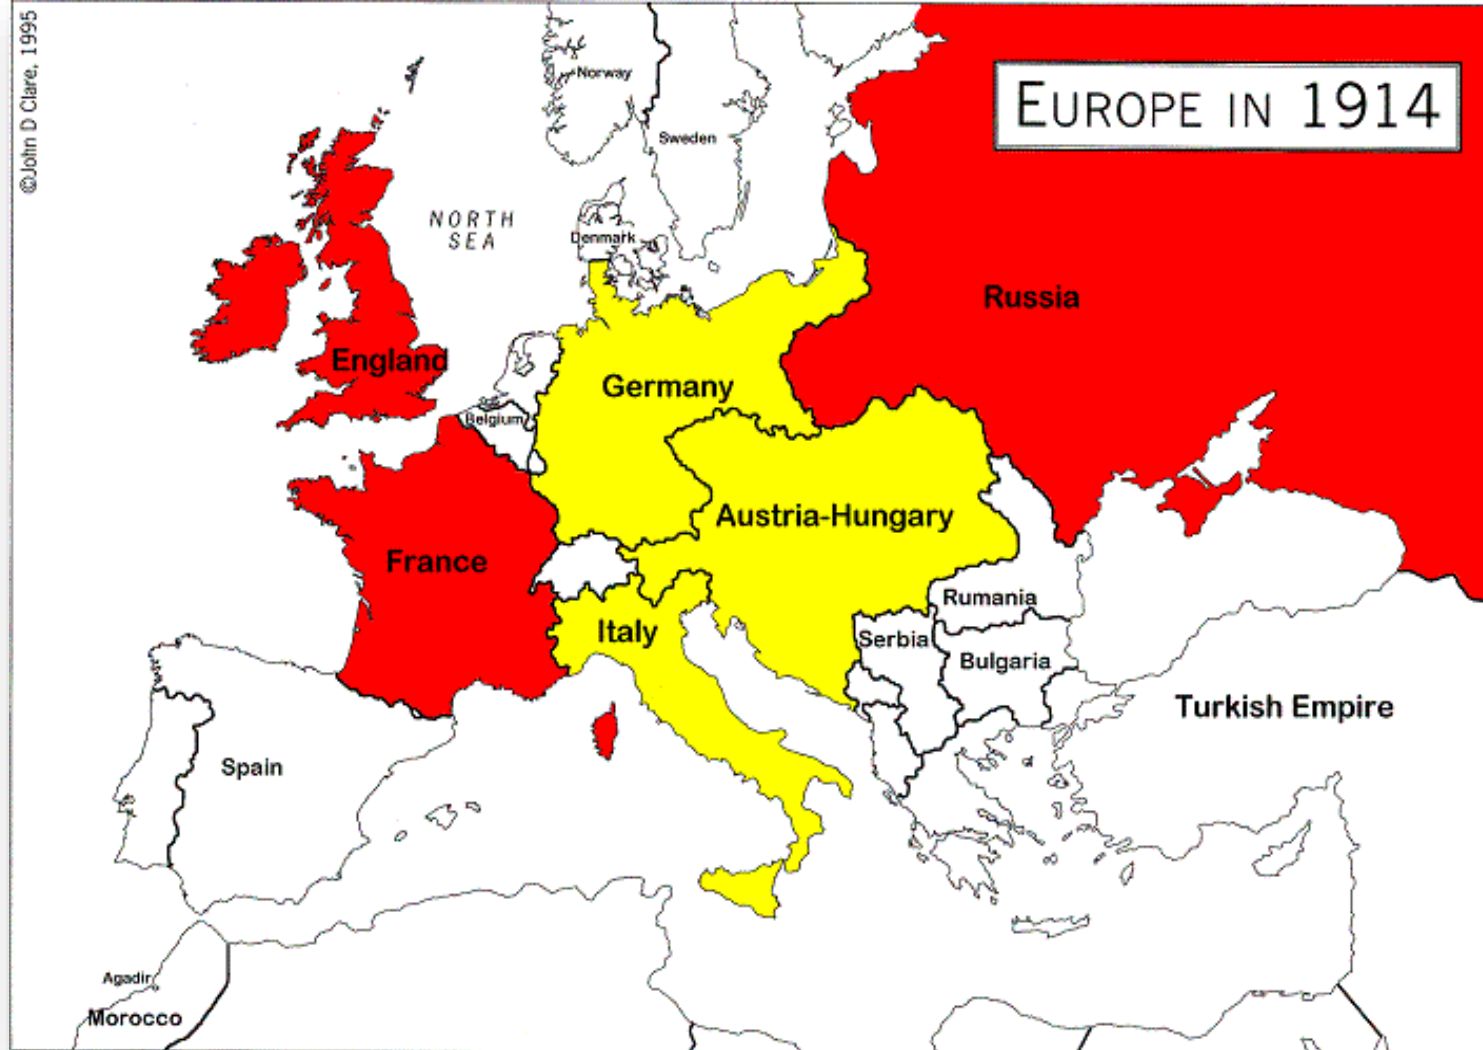 ©John D Clare, 1995
EUROPE IN 1914
Norway
Sweden
NORTH
SEA
Denmark
Russia
England
Germany
Belgium
Austria-Hungary
France
Rumania
Italy
Serbia
Bulgaria
Turkish Empire
Spain
Agadir
Morocco